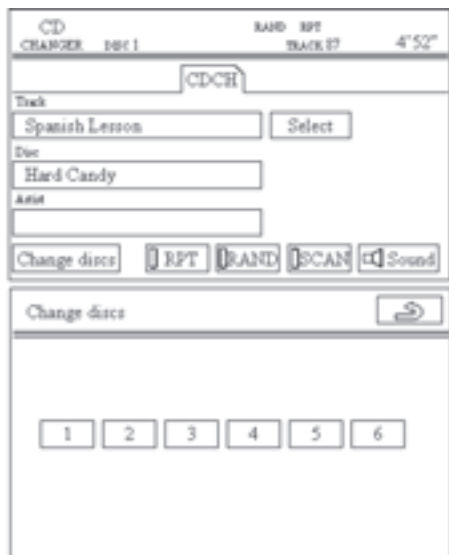 CD RAND RPT
CHANGER DISC 1 TRACK 87 4'52"
CDCH
Track
Spanish Lesson Select
Disc
Hard Candy
Artist
Change discs RPT RAND SCAN Sound
Change discs
1 2 3 4 5 6